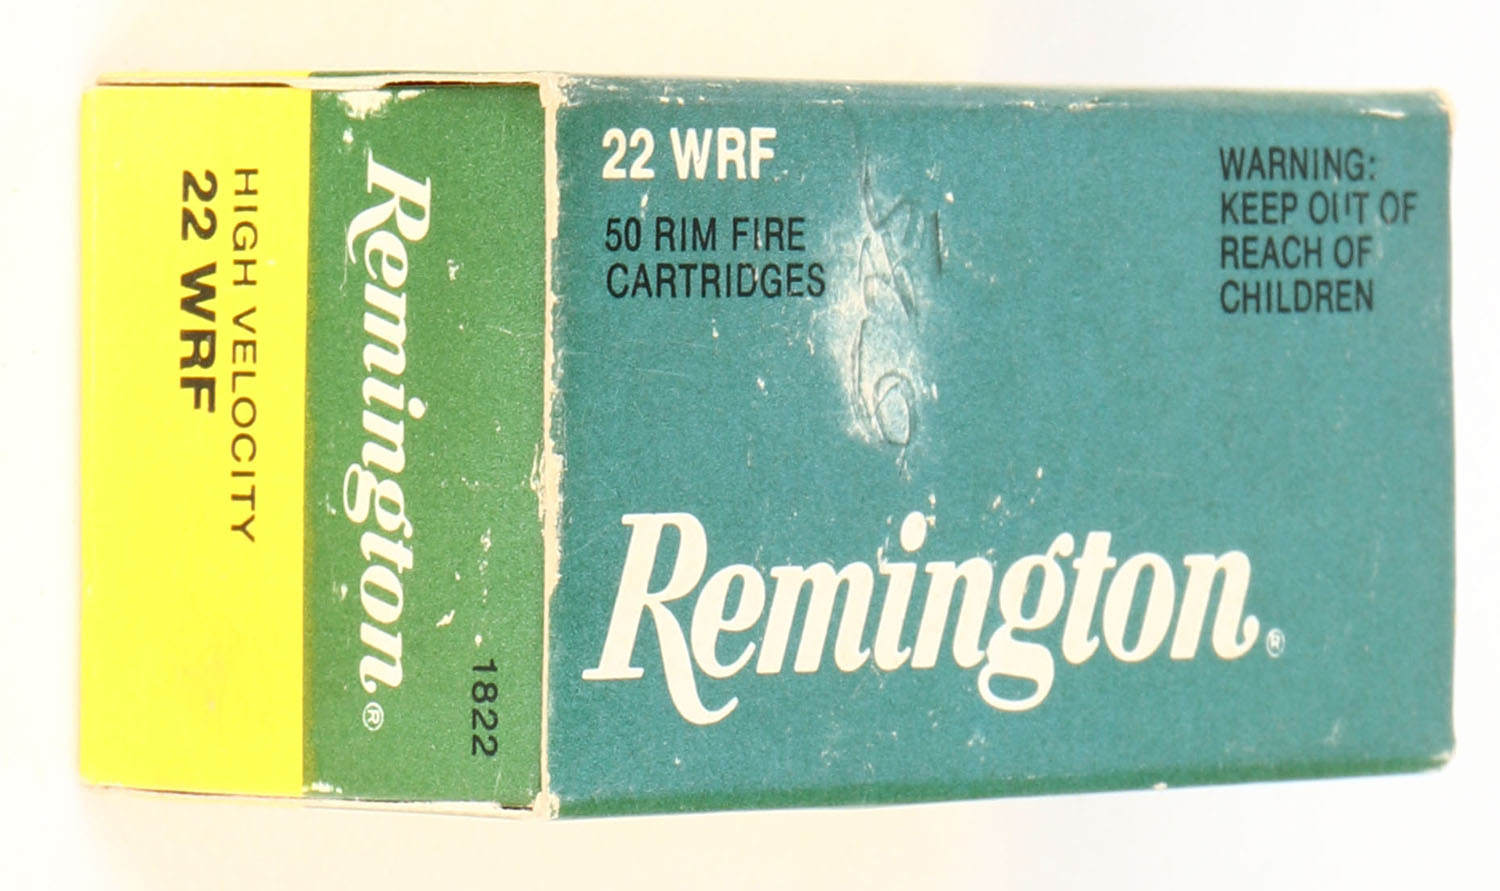 HIGH VELOCITY
22 WRF
Remington®
1822
22 WRF
50 RIM FIRE
CARTRIDGES
WARNING:
KEEP OUT OF
REACH OF
CHILDREN
Remington®